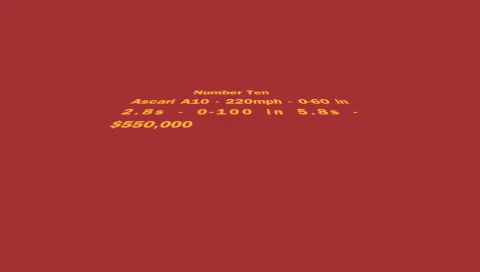 Number Ten
Ascari A10 - 220mph - 0-60 in
2.8s - 0-100 in 5.8s -
$550,000